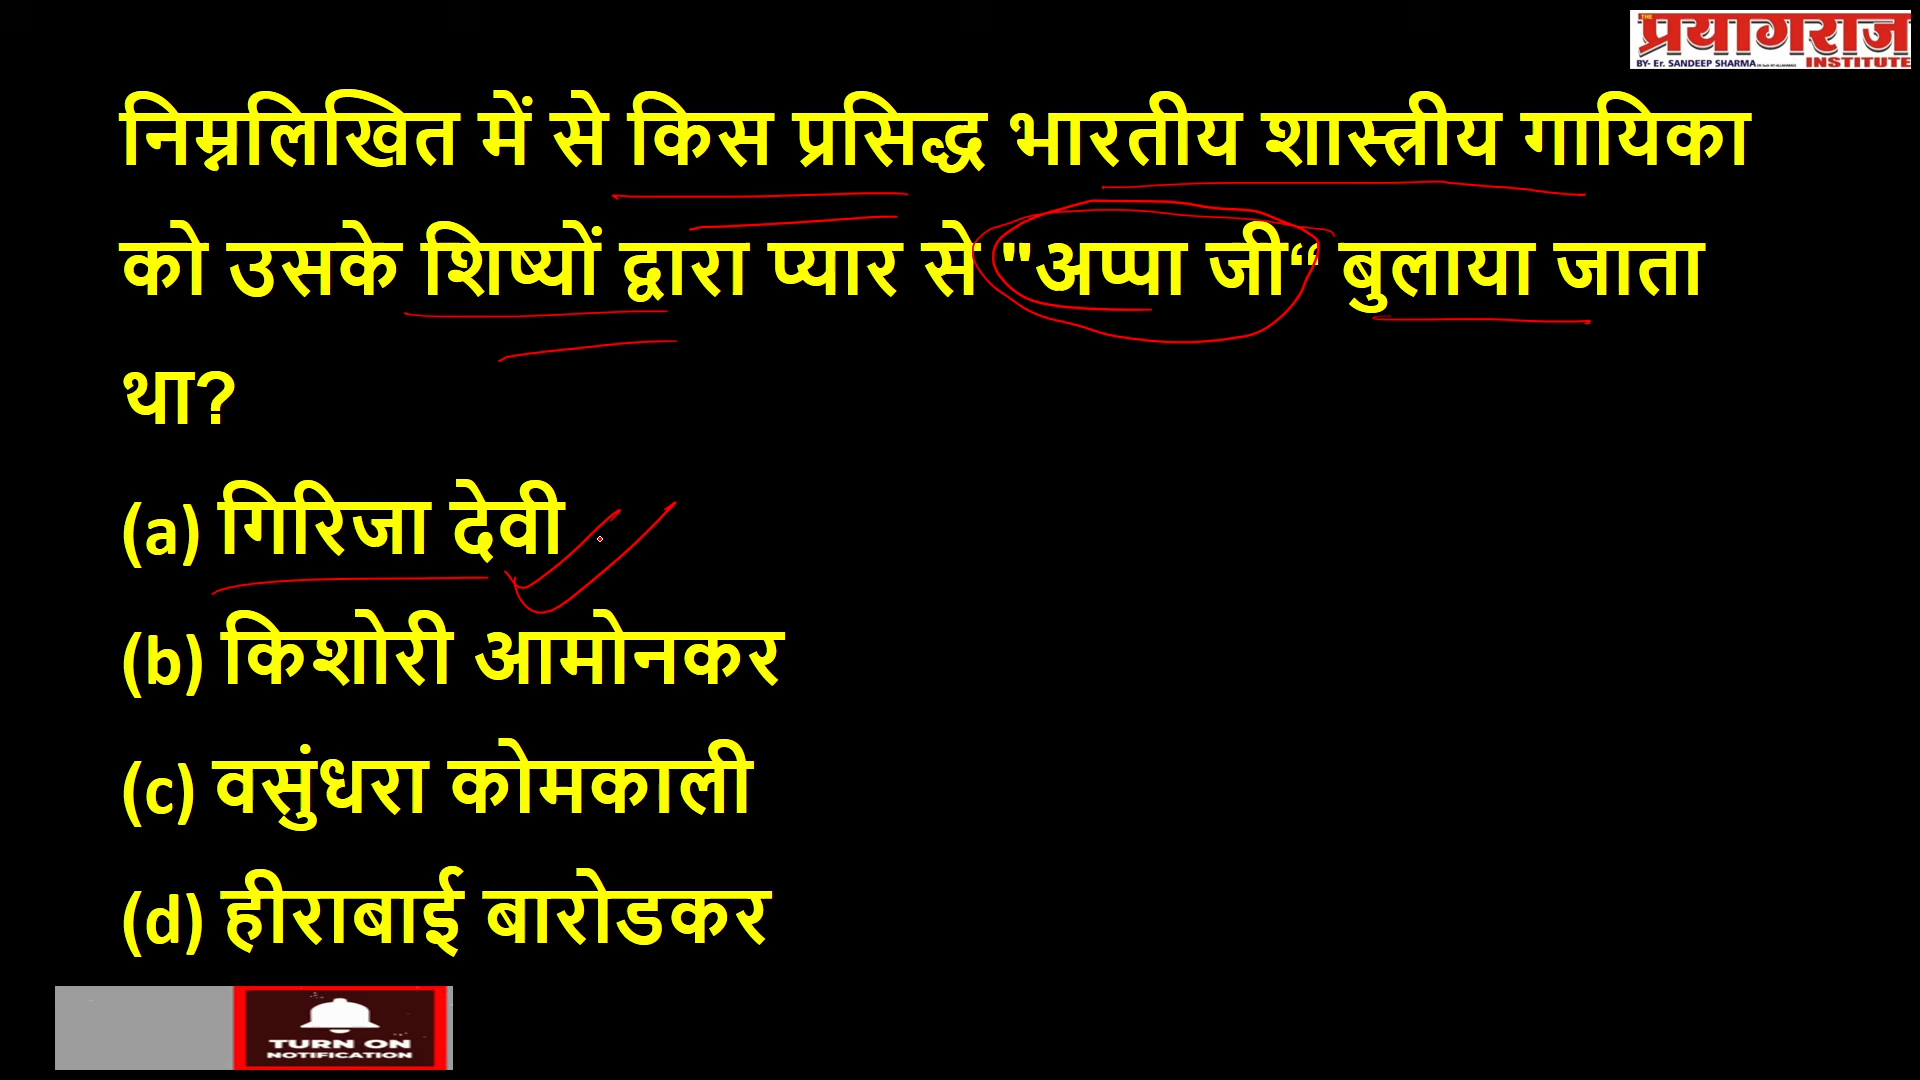 THE
प्रयागराज
BY- Er. SANDEEP SHARMA
INSTITUTE
निम्नलिखित में से किस प्रसिद्ध भारतीय शास्त्रीय गायिका
को उसके शिष्यों द्वारा प्यार से "अप्पा जी“ बुलाया जाता
था?
(a) गिरिजा देवी
(b) किशोरी आमोनकर
(c) वसुंधरा कोमकाली
(d) हीराबाई बारोडकर
TURN ON
NOTIFICATION